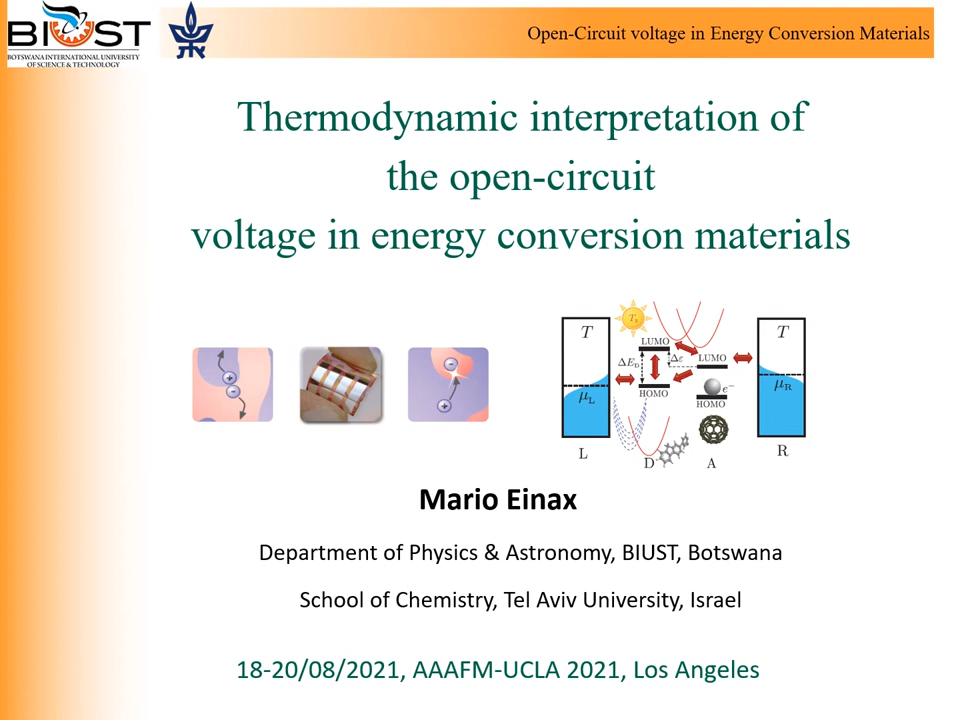 BIUST
BOTSWANA INTERNATIONAL UNIVERSITY
OF SCIENCE & TECHNOLOGY
Open-Circuit voltage in Energy Conversion Materials
Thermodynamic interpretation of
the open-circuit
voltage in energy conversion materials
T
Ts
LUMO
T
ΔED
Δε
LUMO
HOMO
e−
HOMO
μL
μR
L
D
A
R
+
−
−
+
Mario Einax
Department of Physics & Astronomy, BIUST, Botswana
School of Chemistry, Tel Aviv University, Israel
18-20/08/2021, AAAFM-UCLA 2021, Los Angeles